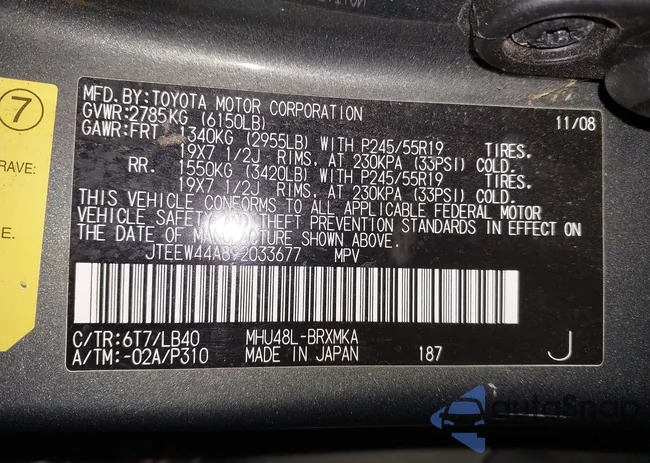 7
RAVE:
E.
MFD. BY: TOYOTA MOTOR CORPORATION
GVWR: 2785KG (6150LB) 11/08
GAWR: FRT. 1340KG (2955LB) WITH P245/55R19 TIRES.
19X7 1/2J RIMS, AT 230KPA (33PSI) COLD.
RR. 1550KG (3420LB) WITH P245/55R19 TIRES.
19X7 1/2J RIMS, AT 230KPA (33PSI) COLD.
THIS VEHICLE CONFORMS TO ALL APPLICABLE FEDERAL MOTOR
VEHICLE SAFETY AND THEFT PREVENTION STANDARDS IN EFFECT ON
THE DATE OF MANUFACTURE SHOWN ABOVE.
JTEEW44A892033677 MPV
C/TR: 6T7/LB40 MHU48L-BRXMKA
A/TM: -02A/P310 MADE IN JAPAN 187 J
autoSnap